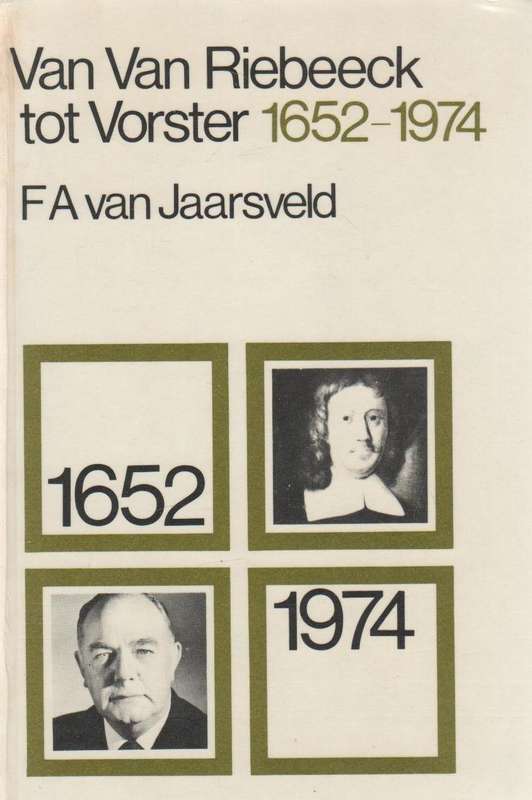 Van Van Riebeeck
tot Vorster 1652-1974
F A van Jaarsveld
1652
1974